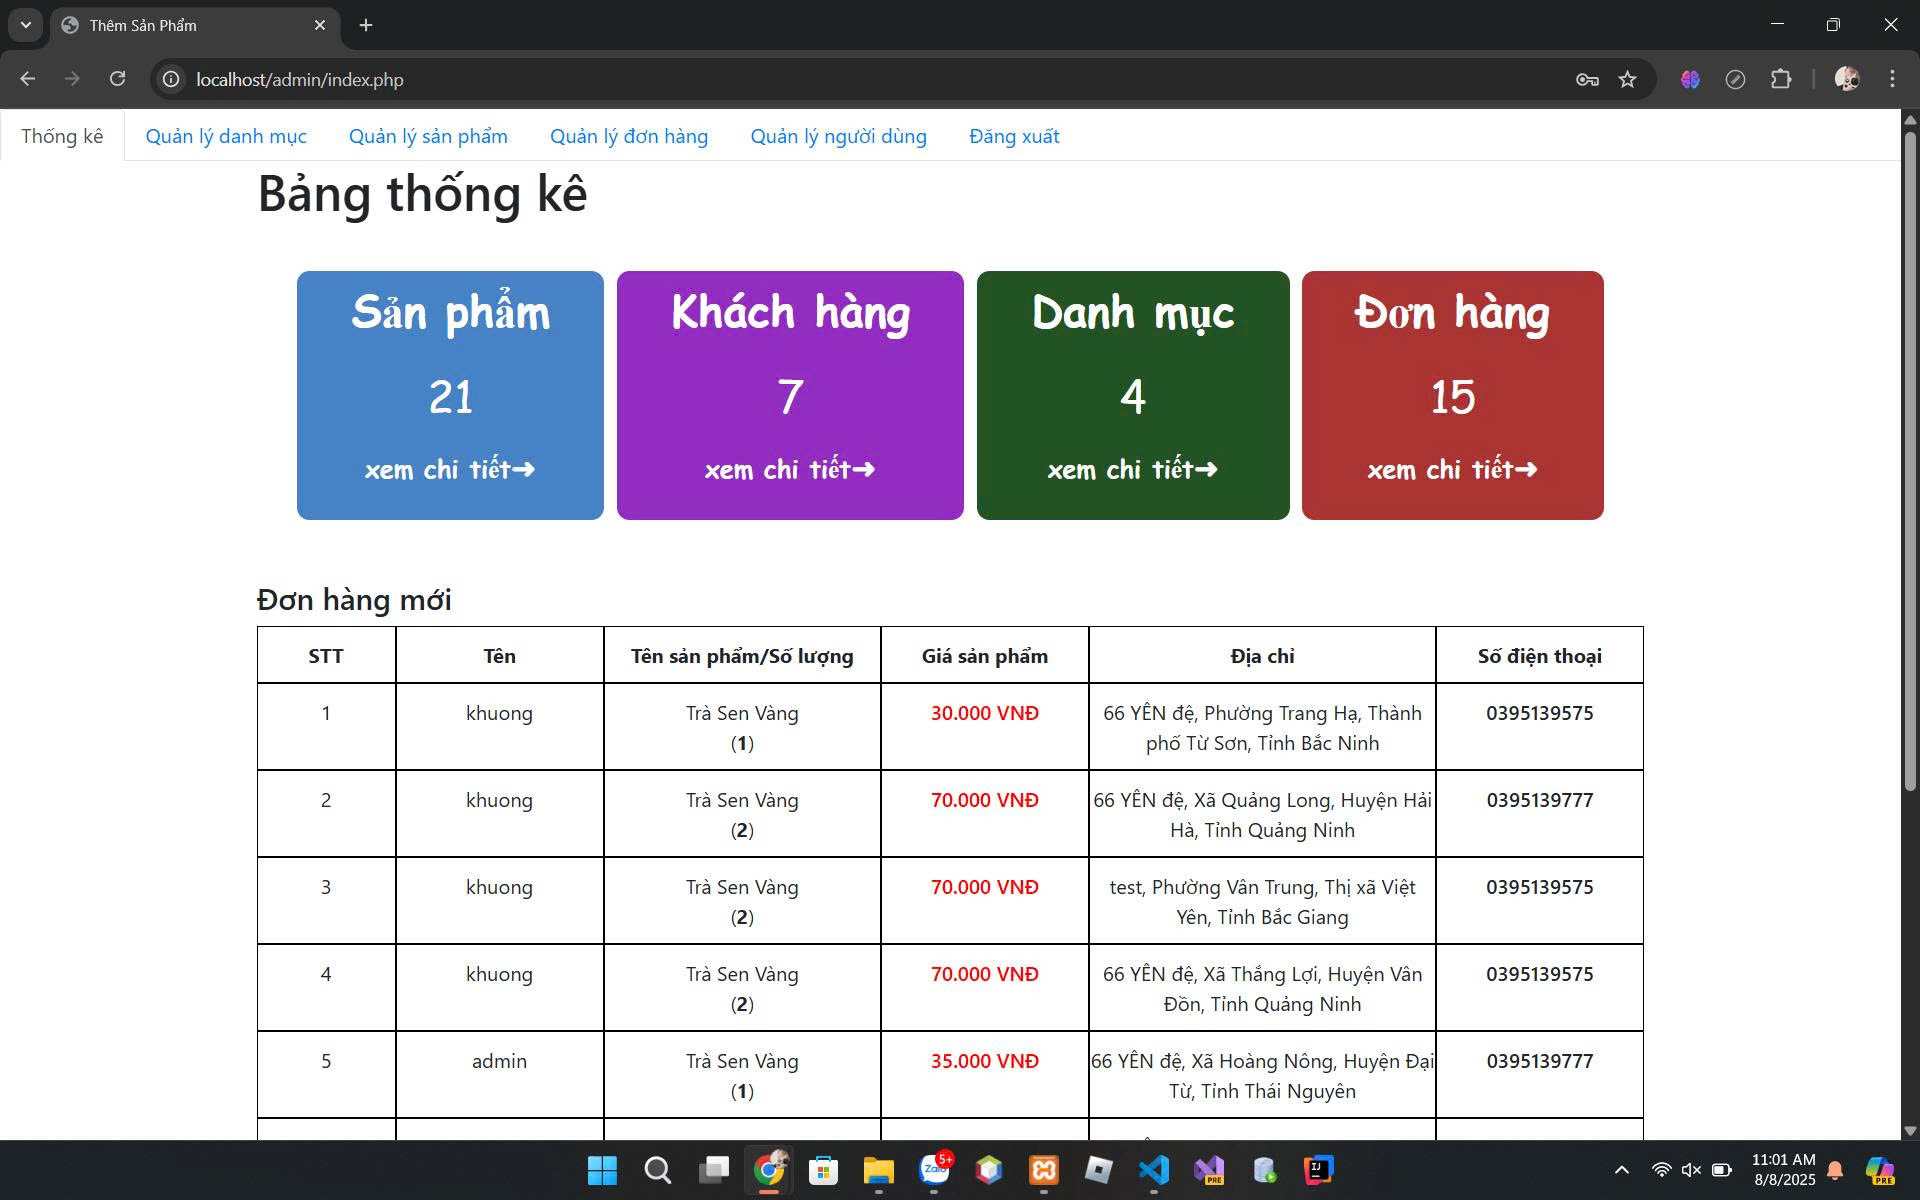 Thêm Sản Phẩm
localhost/admin/index.php
Thống kê Quản lý danh mục Quản lý sản phẩm Quản lý đơn hàng Quản lý người dùng Đăng xuất
Bảng thống kê
Sản phẩm Khách hàng Danh mục Đơn hàng
21 7 4 15
xem chi tiết→ xem chi tiết→ xem chi tiết→ xem chi tiết→
Đơn hàng mới
STT Tên Tên sản phẩm/Số lượng Giá sản phẩm Địa chỉ Số điện thoại
1 khuong Trà Sen Vàng 30.000 VNĐ 66 YÊN đệ, Phường Trang Hạ, Thành 0395139575
(1) phố Từ Sơn, Tỉnh Bắc Ninh
2 khuong Trà Sen Vàng 70.000 VNĐ 66 YÊN đệ, Xã Quảng Long, Huyện Hải 0395139777
(2) Hà, Tỉnh Quảng Ninh
3 khuong Trà Sen Vàng 70.000 VNĐ test, Phường Vân Trung, Thị xã Việt 0395139575
(2) Yên, Tỉnh Bắc Giang
4 khuong Trà Sen Vàng 70.000 VNĐ 66 YÊN đệ, Xã Thắng Lợi, Huyện Vân 0395139575
(2) Đồn, Tỉnh Quảng Ninh
5 admin Trà Sen Vàng 35.000 VNĐ 66 YÊN đệ, Xã Hoàng Nông, Huyện Đại 0395139777
(1) Từ, Tỉnh Thái Nguyên
Zalo 5+
PRE
IJ
11:01 AM
8/8/2025
PRE